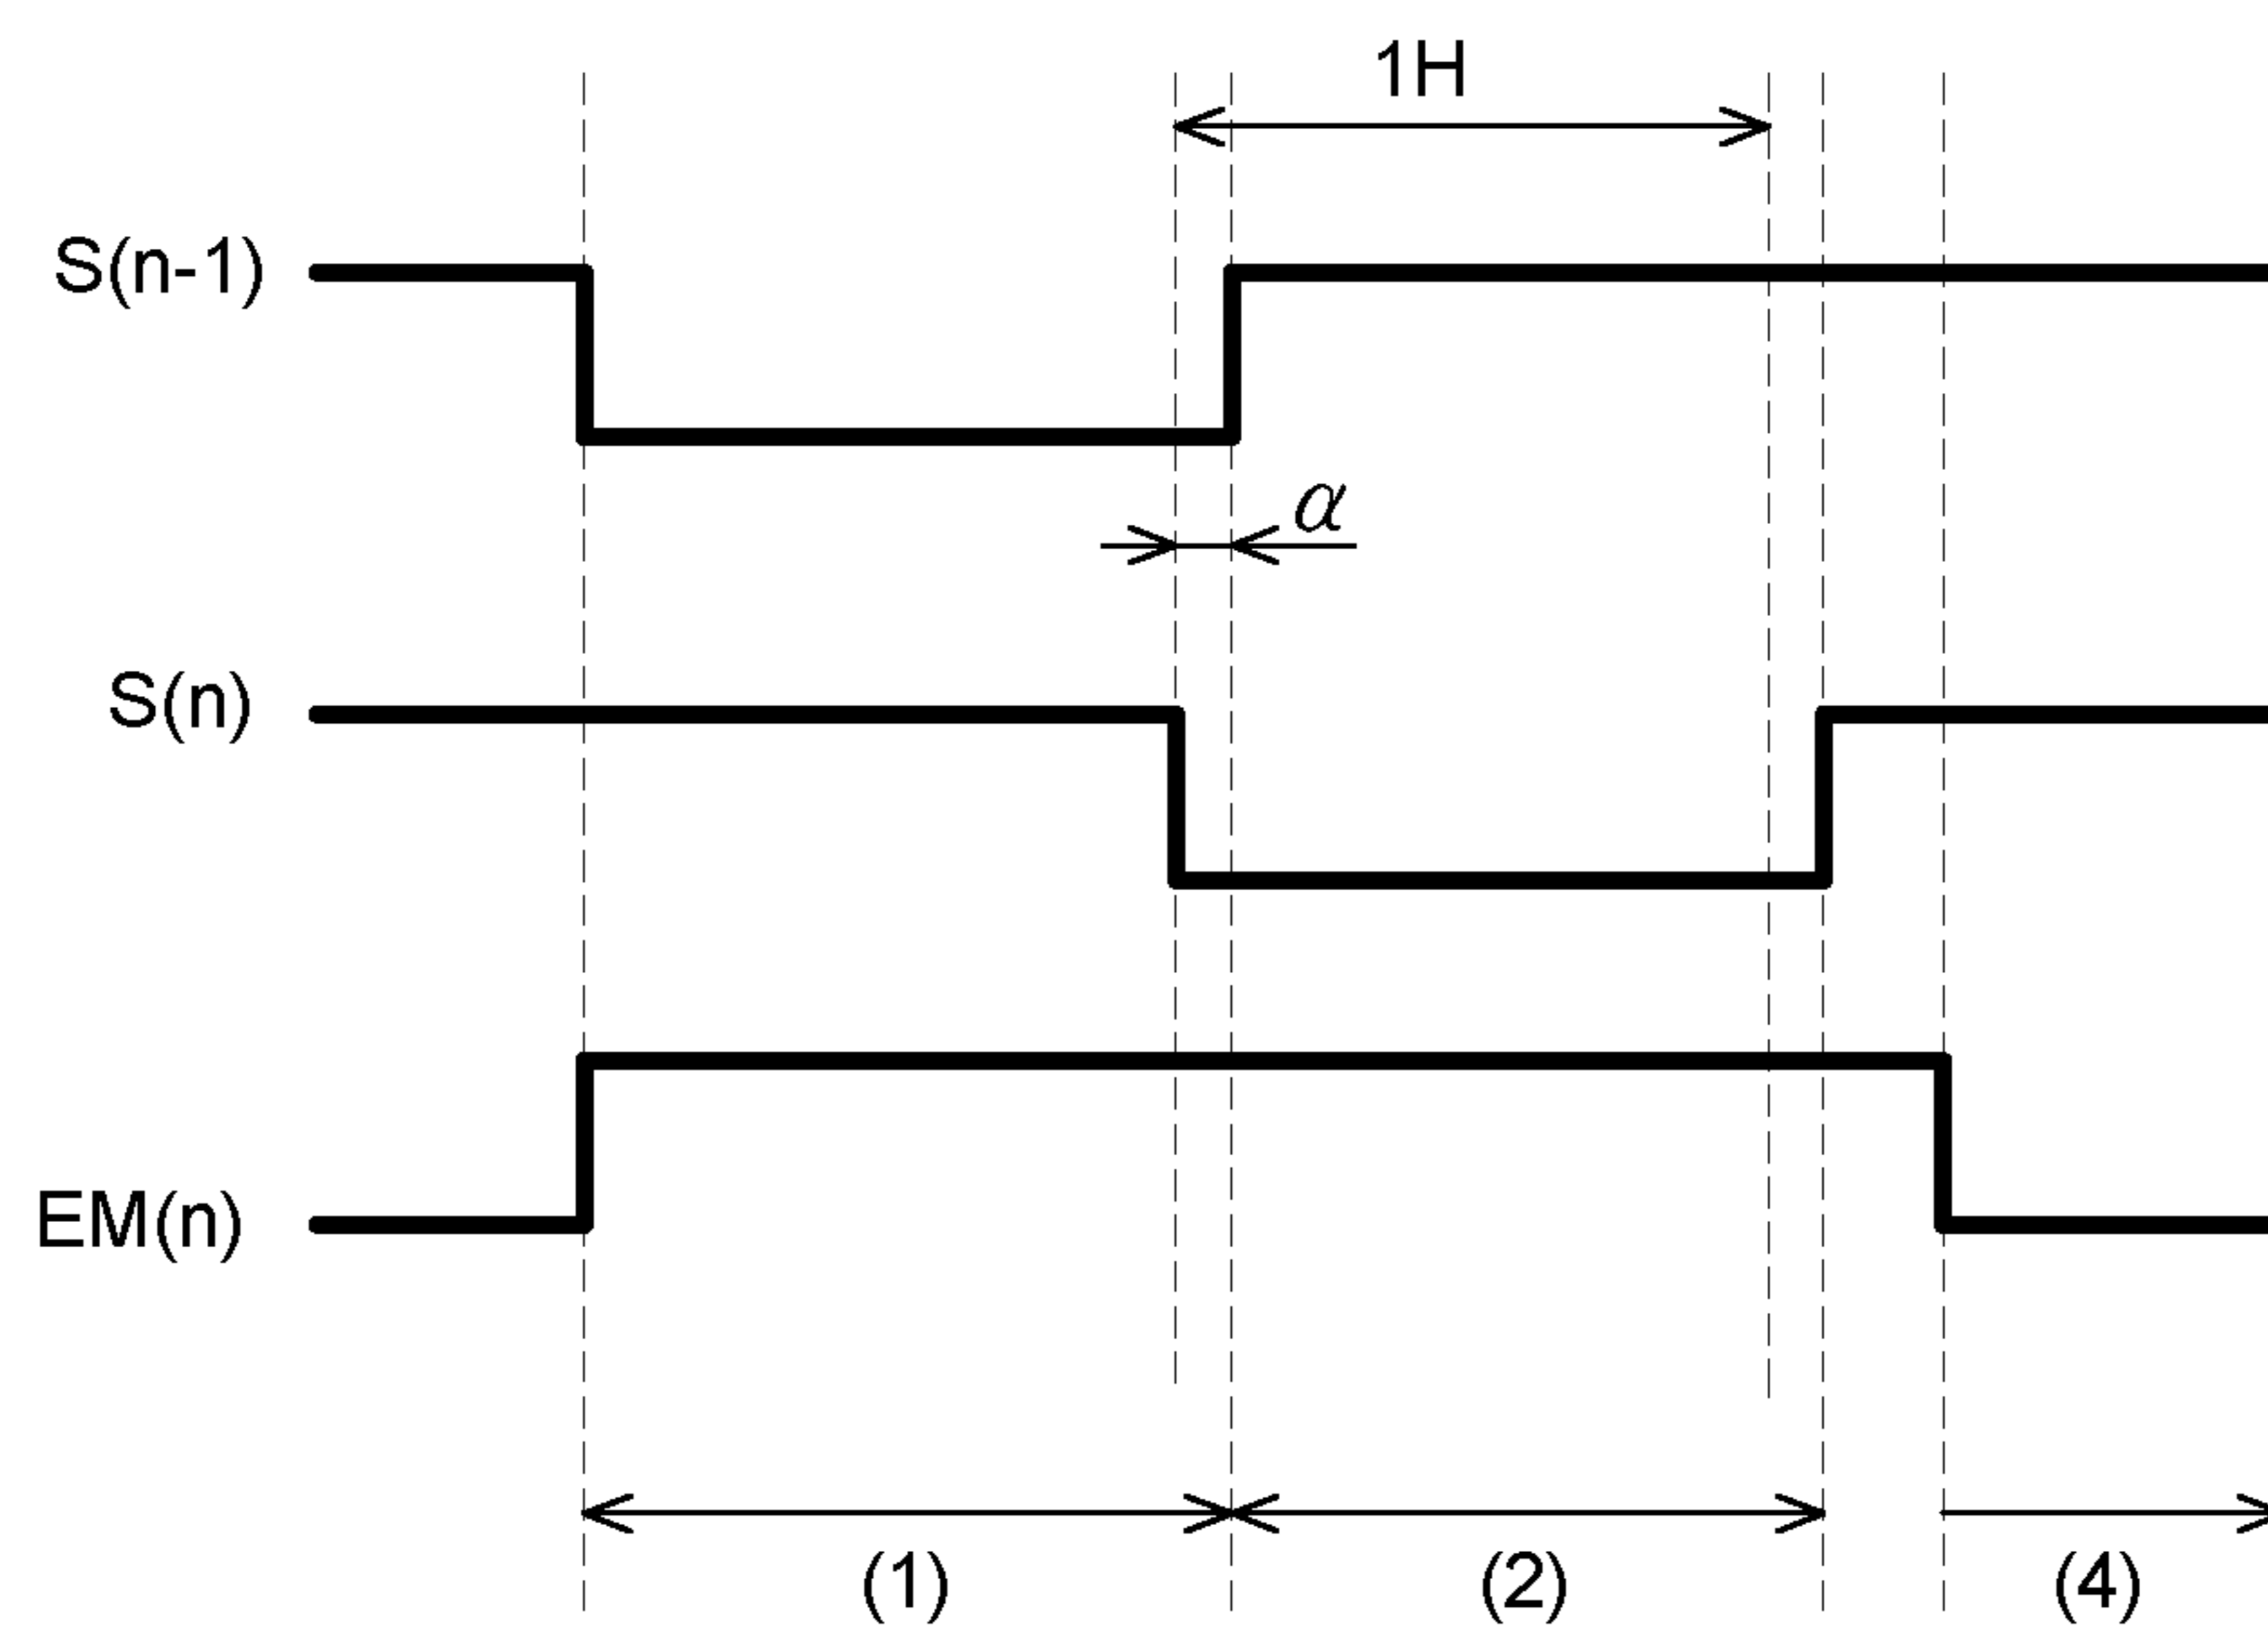 1H
S(n-1)
α
S(n)
EM(n)
(1) (2) (4)